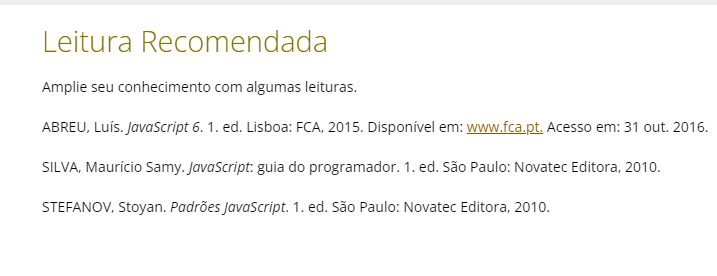 Leitura Recomendada
Amplie seu conhecimento com algumas leituras.
ABREU, Luís. JavaScript 6. 1. ed. Lisboa: FCA, 2015. Disponível em: www.fca.pt. Acesso em: 31 out. 2016.
SILVA, Maurício Samy. JavaScript: guia do programador. 1. ed. São Paulo: Novatec Editora, 2010.
STEFANOV, Stoyan. Padrões JavaScript. 1. ed. São Paulo: Novatec Editora, 2010.